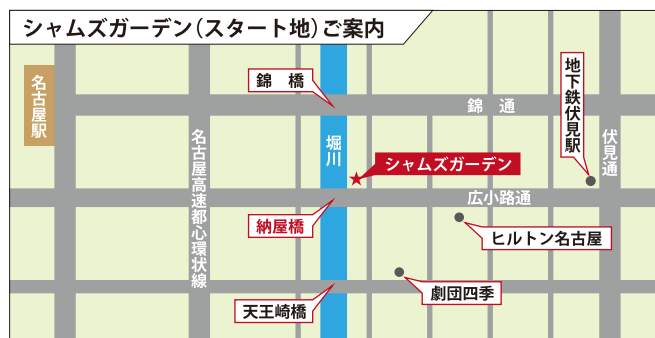 シャムズガーデン(スタート地)ご案内
名古屋駅
錦 橋
錦 通
地下鉄伏見駅
伏見通
名古屋高速都心環状線
堀川
シャムズガーデン
広小路通
納屋橋
ヒルトン名古屋
劇団四季
天王崎橋